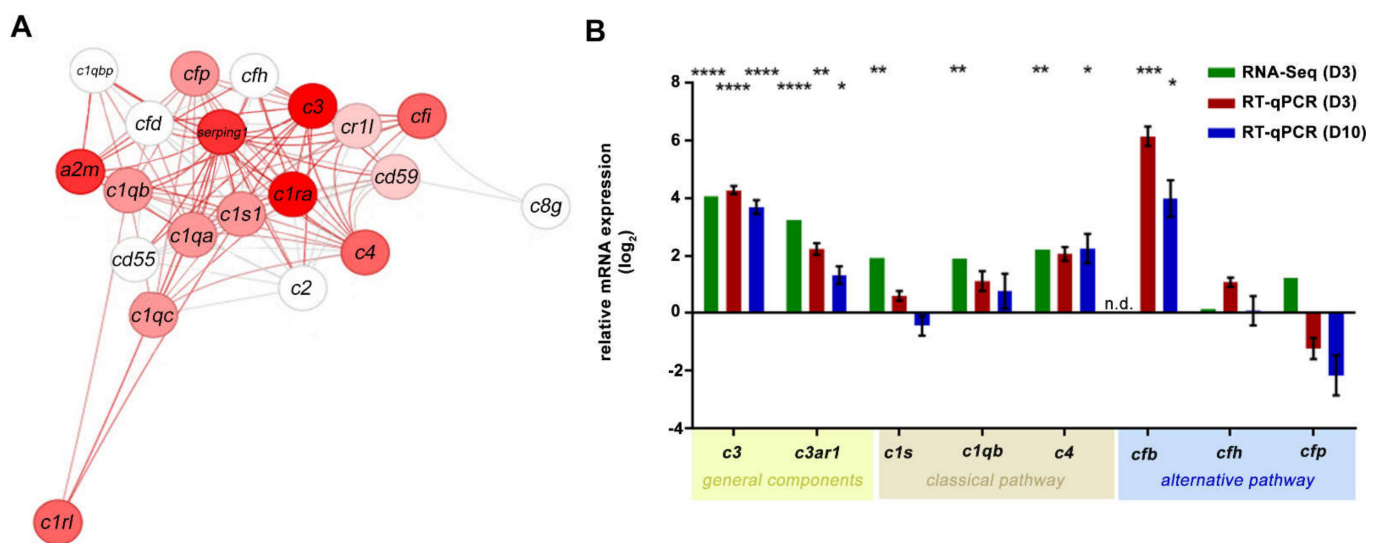 A
c1qbp
cfp
cfh
cfd
serping1
c3
cr1l
cfi
a2m
c1qb
c1ra
cd59
c1s1
c8g
c1qa
cd55
c4
c2
c1qc
c1rl
B
**** **** ** ** ** ** * ***
**** **** * *
RNA-Seq (D3)
RT-qPCR (D3)
RT-qPCR (D10)
relative mRNA expression
(log2)
8
6
4
2
0
-2
-4
n.d.
c3 c3ar1 c1s c1qb c4 cfb cfh cfp
general components classical pathway alternative pathway